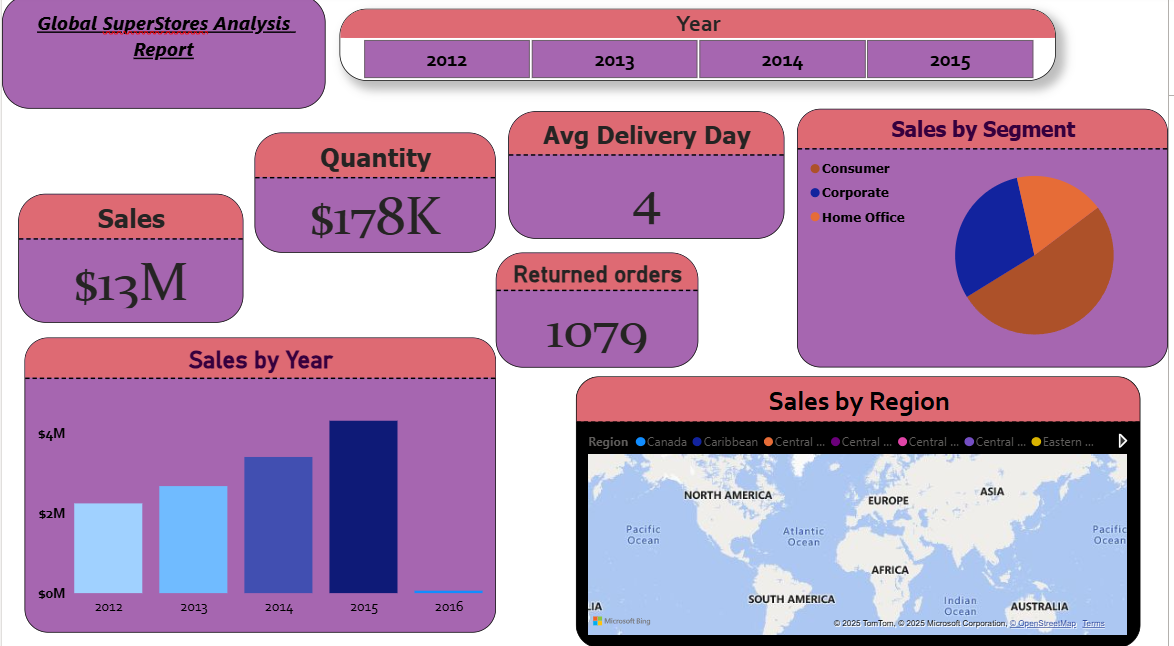 Global SuperStores Analysis
Report
Year
2012 2013 2014 2015
Sales
$13M
Quantity
$178K
Avg Delivery Day
4
Returned orders
1079
Sales by Segment
Consumer
Corporate
Home Office
Sales by Year
$4M
$2M
$0M
2012 2013 2014 2015 2016
Sales by Region
Region Canada Caribbean Central ... Central ... Central ... Central ... Eastern ...
NORTH AMERICA
EUROPE
ASIA
Pacific
Ocean
Atlantic
Ocean
Pacific
Ocean
AFRICA
SOUTH AMERICA
Indian
Ocean
LIA
AUSTRALIA
Microsoft Bing
© 2025 TomTom, © 2025 Microsoft Corporation, © OpenStreetMap Terms